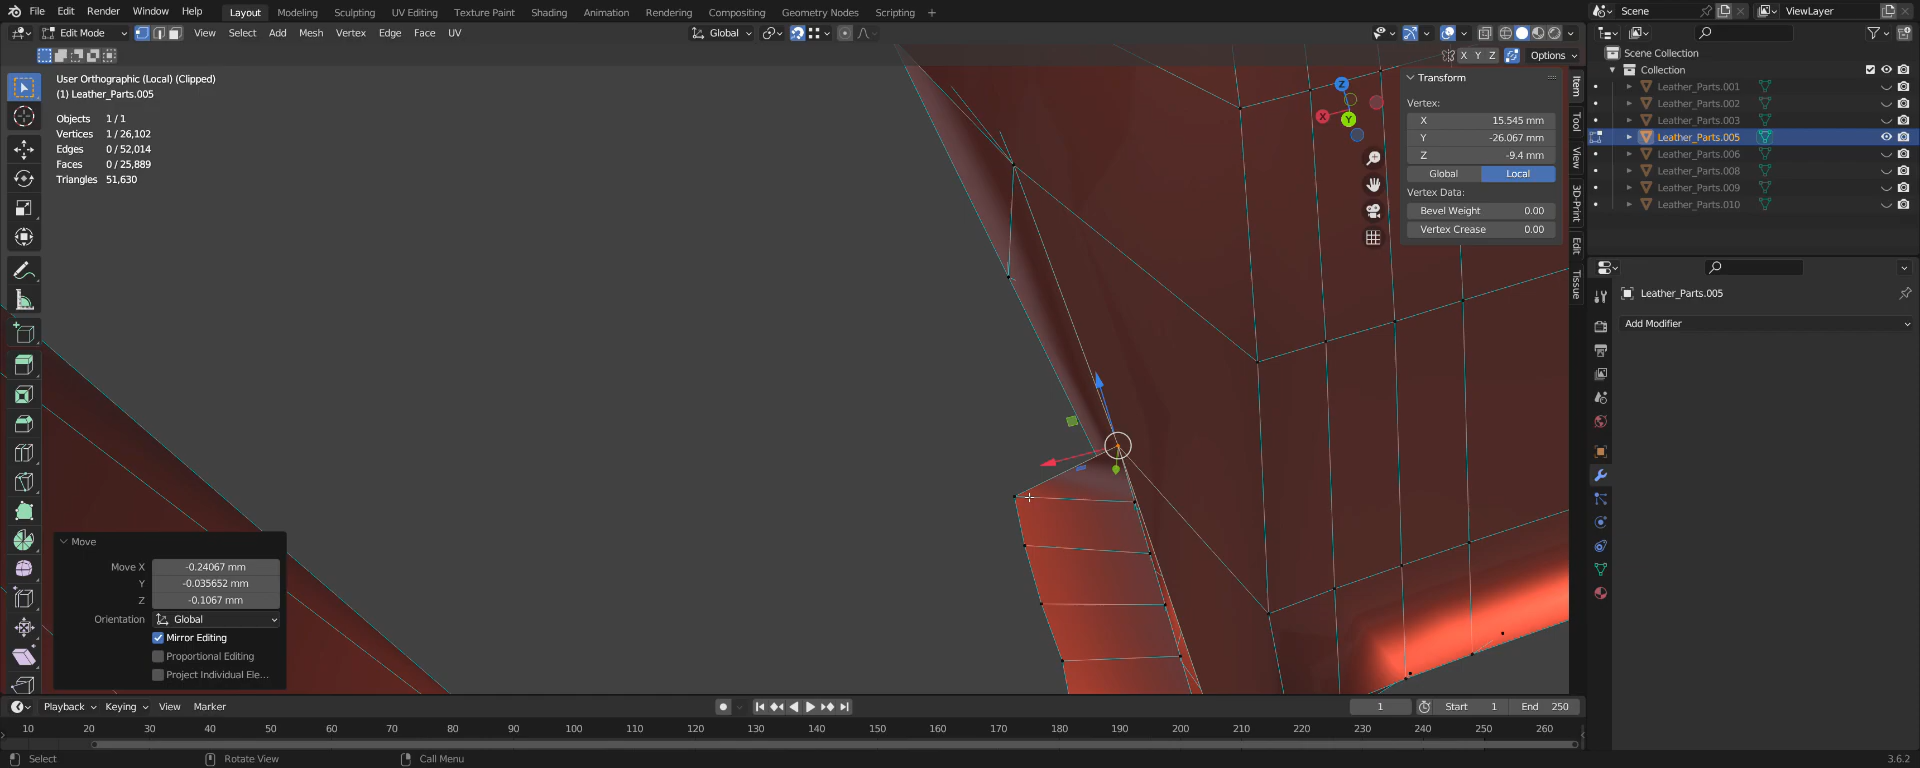 File Edit Render Window Help Layout Modeling Sculpting UV Editing Texture Paint Shading Animation Rendering Compositing Geometry Nodes Scripting + Scene ViewLayer
Edit Mode View Select Add Mesh Vertex Edge Face UV Global
X Y Z Options
User Orthographic (Local) (Clipped)
(1) Leather_Parts.005
Objects 1 / 1
Vertices 1 / 26,102
Edges 0 / 52,014
Faces 0 / 25,889
Triangles 51,630
Z
X
Y
Transform
Vertex:
X 15.545 mm
Y -26.067 mm
Z -9.4 mm
Global Local
Vertex Data:
Bevel Weight 0.00
Vertex Crease 0.00
Item
Tool
View
3D-Print
Edit
Tissue
Scene Collection
Collection
Leather_Parts.001
Leather_Parts.002
Leather_Parts.003
Leather_Parts.005
Leather_Parts.006
Leather_Parts.008
Leather_Parts.009
Leather_Parts.010
Leather_Parts.005
Add Modifier
Move
Move X -0.24067 mm
Y -0.035652 mm
Z -0.1067 mm
Orientation Global
Mirror Editing
Proportional Editing
Project Individual Ele...
Playback Keying View Marker 1 Start 1 End 250
10 20 30 40 50 60 70 80 90 100 110 120 130 140 150 160 170 180 190 200 210 220 230 240 250 260
Select Rotate View Call Menu 3.6.2